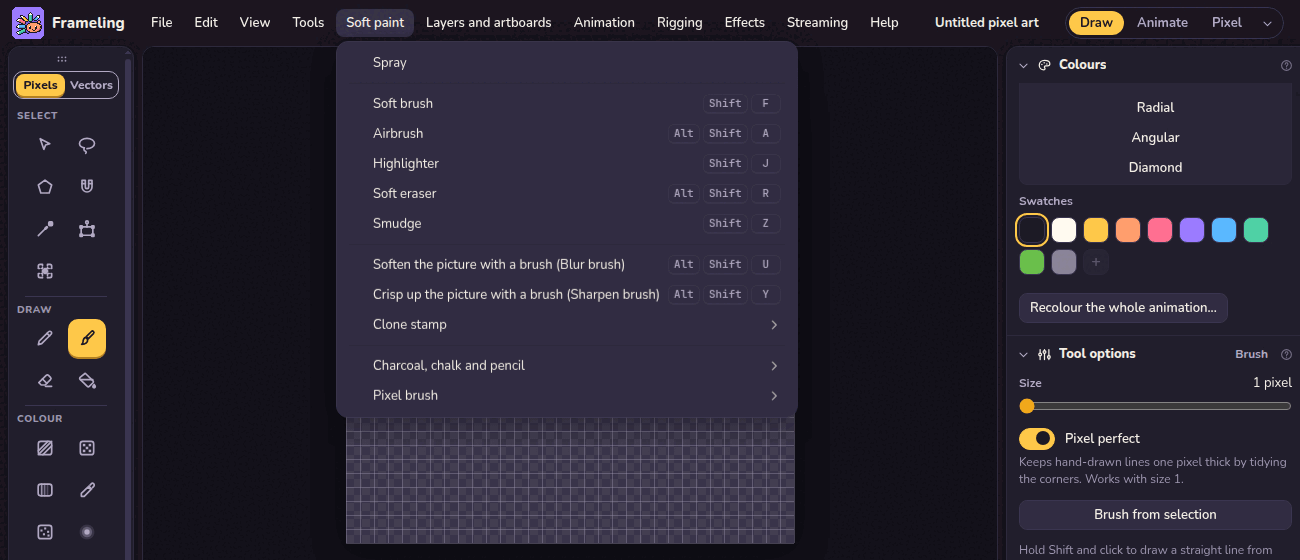 Frameling File Edit View Tools Soft paint Layers and artboards Animation Rigging Effects Streaming Help Untitled pixel art Draw Animate Pixel
Pixels Vectors
SELECT
DRAW
COLOUR
Spray
Soft brush Shift F
Airbrush Alt Shift A
Highlighter Shift J
Soft eraser Alt Shift R
Smudge Shift Z
Soften the picture with a brush (Blur brush) Alt Shift U
Crisp up the picture with a brush (Sharpen brush) Alt Shift Y
Clone stamp
Charcoal, chalk and pencil
Pixel brush
Colours
Radial
Angular
Diamond
Swatches
+
Recolour the whole animation...
Tool options Brush
Size 1 pixel
Pixel perfect
Keeps hand-drawn lines one pixel thick by tidying
the corners. Works with size 1.
Brush from selection
Hold Shift and click to draw a straight line from